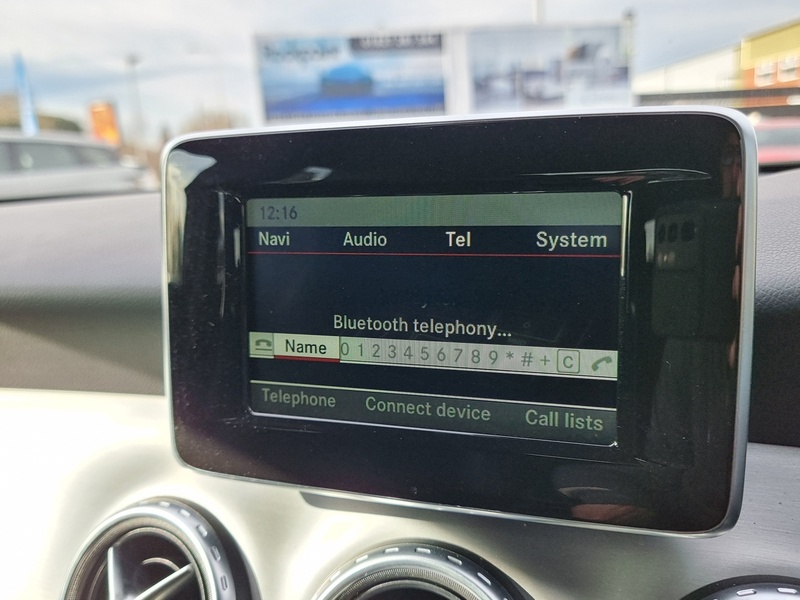 12:16
Navi Audio Tel System
Bluetooth telephony...
Name 0 1 2 3 4 5 6 7 8 9 * # + C
Telephone Connect device Call lists